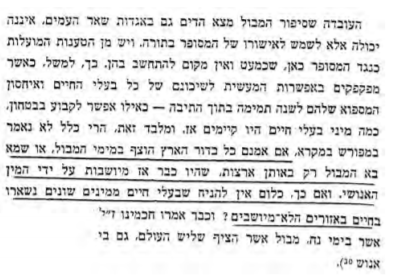 העובדה שסיפור המבול מצא הדים גם באגדות שאר העמים, איננה
יכולה אלא לשמש לאישורו של המסופר בתורה. ויש מן הטענות המועלות
כנגד המסופר כאן, שכמעט ואין מקום להתחשב בהן. כך, למשל, כאשר
מפקפקים באפשרות המעשית לשיכונם של כל בעלי החיים ואיחסון
המספוא שלהם לשנה תמימה בתוך התיבה — כאילו אפשר לקבוע בבטחון,
כמה מיני בעלי חיים היו קיימים אז. ומלבד זאת, הרי כלל לא נאמר
במפורש במקרא, אם אמנם כל כדור הארץ הוצף במימי המבול, או שמא
בא המבול רק באותן ארצות, שהיו כבר אז מיושבות על ידי המין
האנושי. ואם כך, כלום אין להניח שבעלי חיים ממינים שונים נשארו
בחיים באזורים הלא־מיושבים? וכבר אמרו חכמינו ז"ל
אשר בימי נח, מבול אשר הציף שליש העולם, גם בי
אנוש 30).